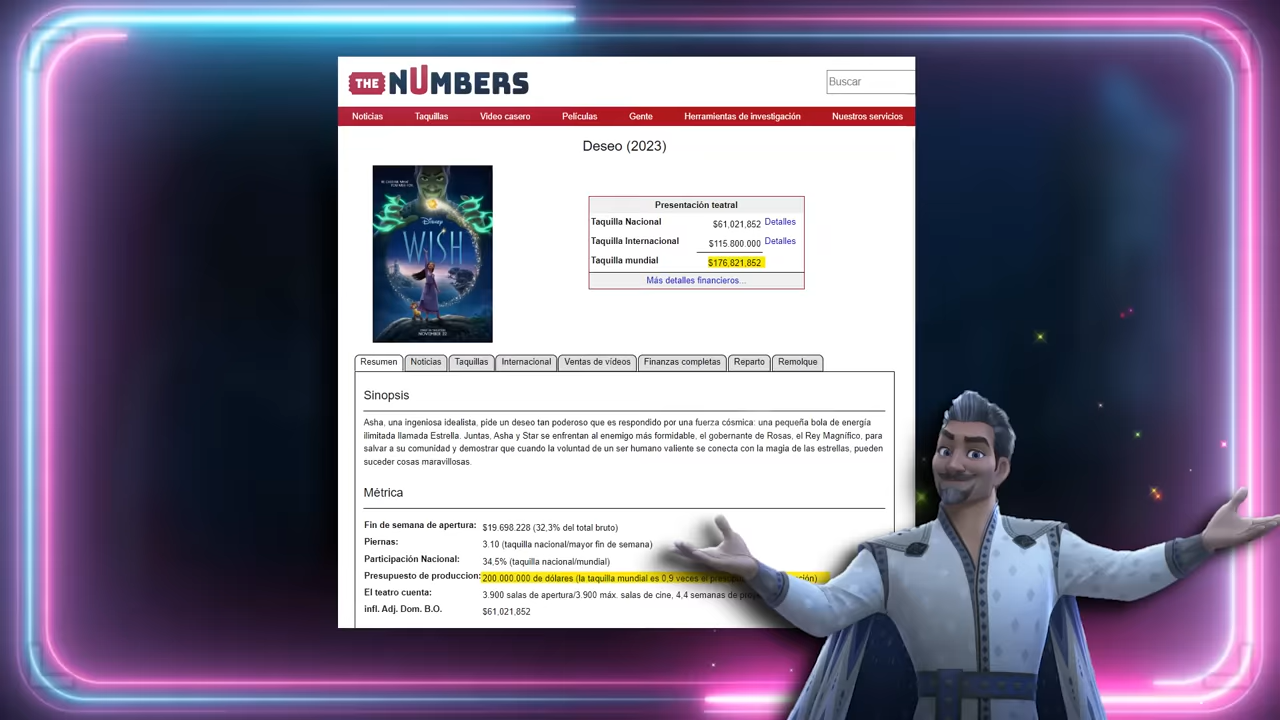 THE NUMBERS
Buscar
Noticias Taquillas Video casero Películas Gente Herramientas de investigación Nuestros servicios
Deseo (2023)
Disney
WISH
NOVEMBER 22
Presentación teatral
Taquilla Nacional $61,021,852 Detalles
Taquilla Internacional $115.800.000 Detalles
Taquilla mundial $176,821,852
Más detalles financieros...
Resumen Noticias Taquillas Internacional Ventas de vídeos Finanzas completas Reparto Remolque
Sinopsis
Asha, una ingeniosa idealista, pide un deseo tan poderoso que es respondido por una fuerza cósmica: una pequeña bola de energía
ilimitada llamada Estrella. Juntas, Asha y Star se enfrentan al enemigo más formidable, el gobernante de Rosas, el Rey Magnífico, para
salvar a su comunidad y demostrar que cuando la voluntad de un ser humano valiente se conecta con la magia de las estrellas, pueden
suceder cosas maravillosas.
Métrica
Fin de semana de apertura: $19.698.228 (32,3% del total bruto)
Piernas: 3.10 (taquilla nacional/mayor fin de semana)
Participación Nacional: 34,5% (taquilla nacional/mundial)
Presupuesto de produccion: 200.000.000 de dólares (la taquilla mundial es 0,9 veces el
El teatro cuenta: 3.900 salas de apertura/3.900 máx. salas de cine, 4,4 semanas de
infl. Adj. Dom. B.O. $61,021,852